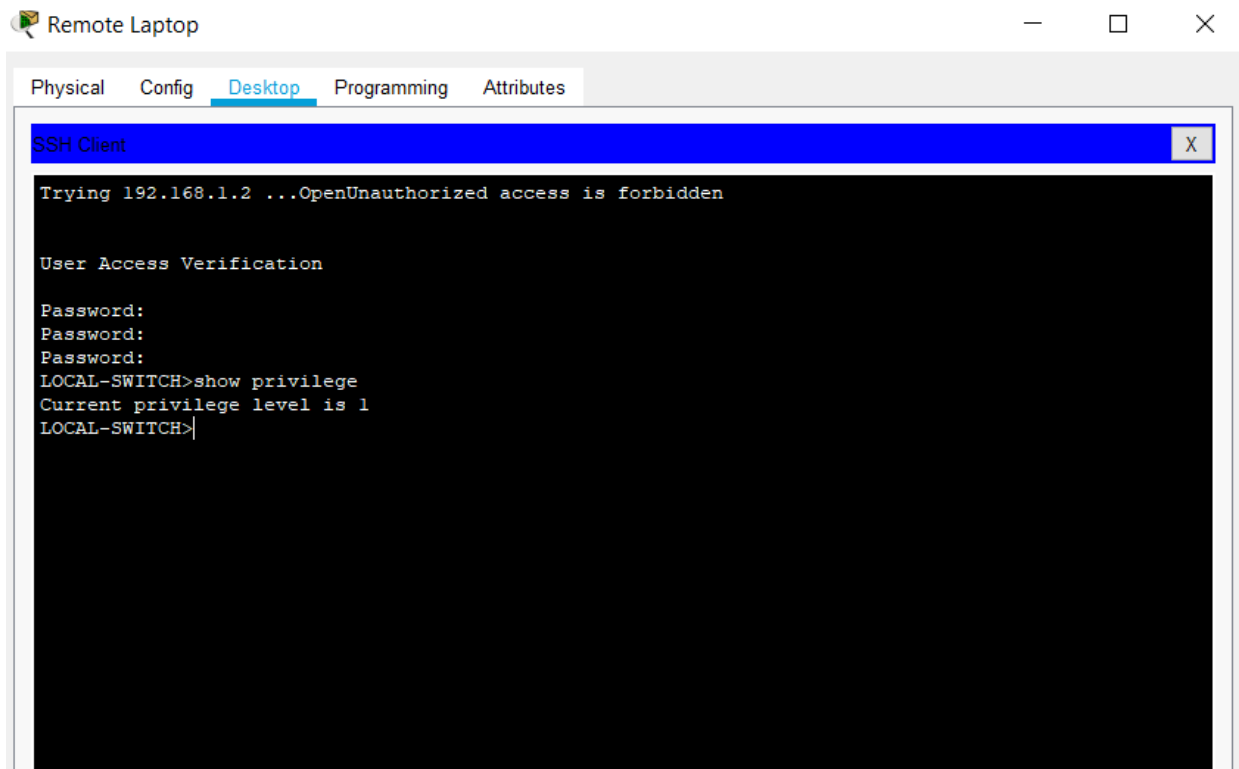 Remote Laptop
Physical Config Desktop Programming Attributes
SSH Client
X
Trying 192.168.1.2 ...OpenUnauthorized access is forbidden
User Access Verification
Password:
Password:
Password:
LOCAL-SWITCH>show privilege
Current privilege level is 1
LOCAL-SWITCH>